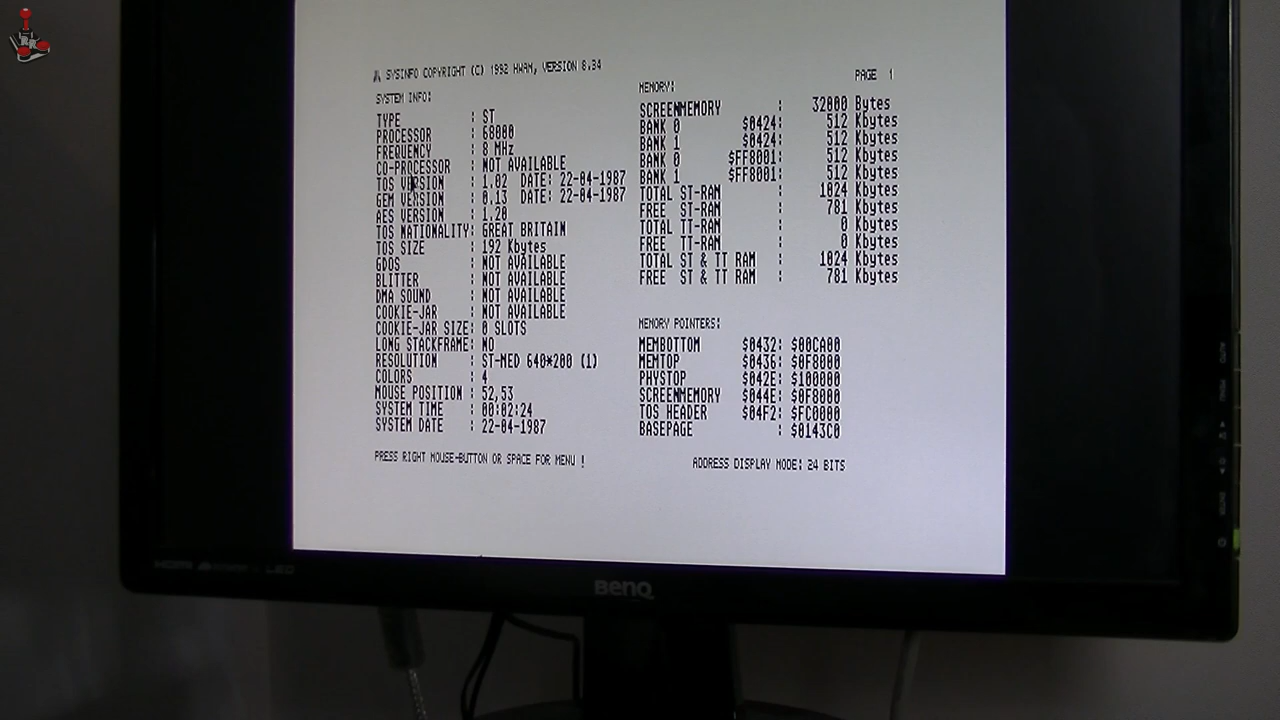 SYSINFO COPYRIGHT (C) 1992 HWAM, VERSION 8.34
PAGE 1
SYSTEM INFO:
TYPE : ST
PROCESSOR : 68000
FREQUENCY : 8 MHz
CO-PROCESSOR : NOT AVAILABLE
TOS VERSION : 1.02 DATE: 22-04-1987
GEM VERSION : 0.13 DATE: 22-04-1987
AES VERSION : 1.20
TOS NATIONALITY: GREAT BRITAIN
TOS SIZE : 192 Kbytes
GDOS : NOT AVAILABLE
BLITTER : NOT AVAILABLE
DMA SOUND : NOT AVAILABLE
COOKIE-JAR : NOT AVAILABLE
COOKIE-JAR SIZE: 0 SLOTS
LONG STACKFRAME: NO
RESOLUTION : ST-MED 640*200 (1)
COLORS : 4
MOUSE POSITION : 52,53
SYSTEM TIME : 00:02:24
SYSTEM DATE : 22-04-1987
PRESS RIGHT MOUSE-BUTTON OR SPACE FOR MENU !
MEMORY:
SCREENMEMORY : 32000 Bytes
BANK 0 $0424: 512 Kbytes
BANK 1 $0424: 512 Kbytes
BANK 0 $FF8001: 512 Kbytes
BANK 1 $FF8001: 512 Kbytes
TOTAL ST-RAM : 1024 Kbytes
FREE ST-RAM : 781 Kbytes
TOTAL TT-RAM : 0 Kbytes
FREE TT-RAM : 0 Kbytes
TOTAL ST & TT RAM : 1024 Kbytes
FREE ST & TT RAM : 781 Kbytes
MEMORY POINTERS:
MEMBOTTOM $0432: $00CA00
MEMTOP $0436: $0F8000
PHYSTOP $042E: $100000
SCREENMEMORY $044E: $0F8000
TOS HEADER $04F2: $FC0000
BASEPAGE : $0143C0
ADDRESS DISPLAY MODE: 24 BITS
BenQ